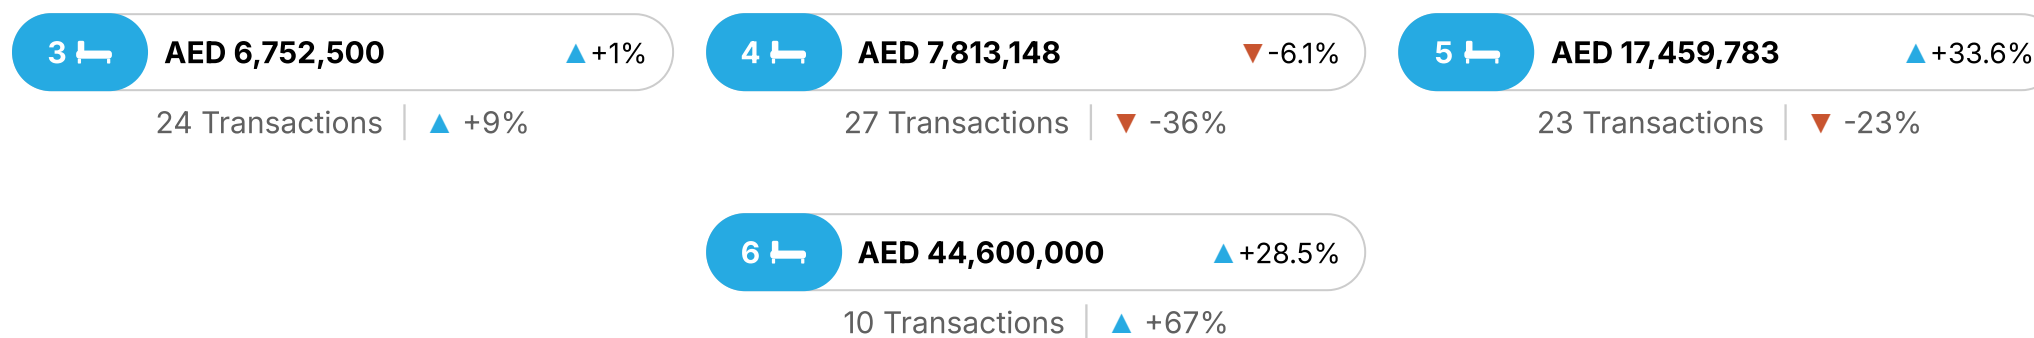 3 AED 6,752,500 ▲+1%
24 Transactions | ▲ +9%
4 AED 7,813,148 ▼-6.1%
27 Transactions | ▼ -36%
5 AED 17,459,783 ▲+33.6%
23 Transactions | ▼ -23%
6 AED 44,600,000 ▲+28.5%
10 Transactions | ▲ +67%